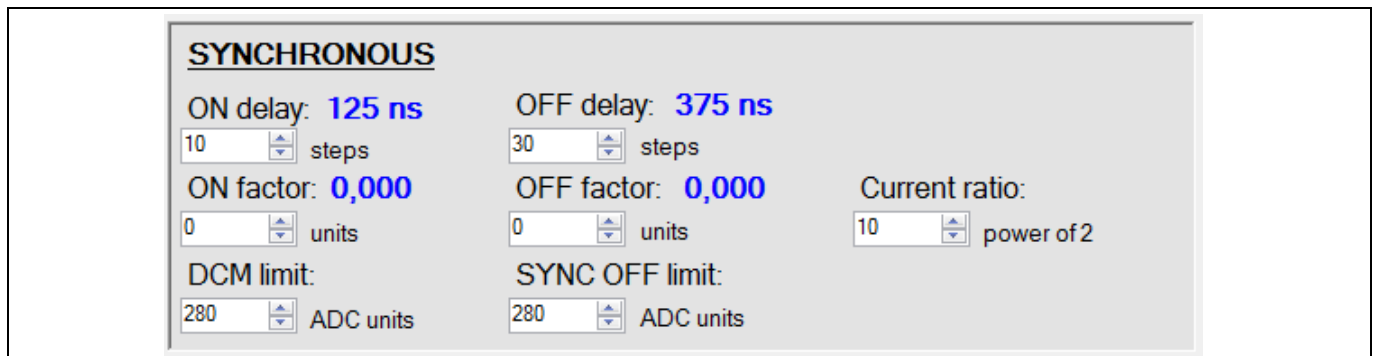 SYNCHRONOUS
ON delay: 125 ns OFF delay: 375 ns
10 steps 30 steps
ON factor: 0,000 OFF factor: 0,000 Current ratio:
0 units 0 units 10 power of 2
DCM limit: SYNC OFF limit:
280 ADC units 280 ADC units